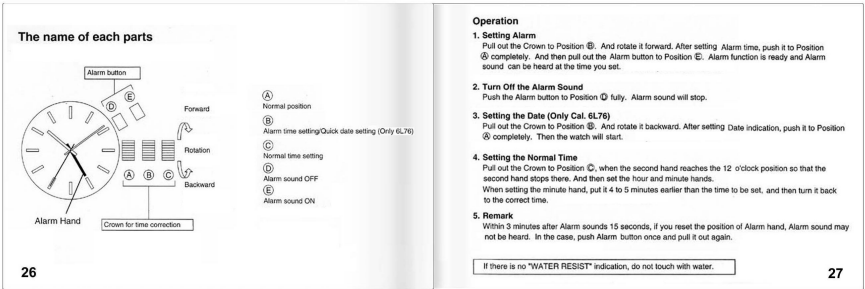 The name of each parts
Alarm button
Ⓓ Ⓔ
Forward
Rotation
Backward
Ⓐ Ⓑ Ⓒ
Alarm Hand
Crown for time correction
Ⓐ
Normal position
Ⓑ
Alarm time setting/Quick date setting (Only 6L76)
Ⓒ
Normal time setting
Ⓓ
Alarm sound OFF
Ⓔ
Alarm sound ON
26
Operation
1. Setting Alarm
Pull out the Crown to Position Ⓑ. And rotate it forward. After setting Alarm time, push it to Position
Ⓐ completely. And then pull out the Alarm button to Position Ⓔ. Alarm function is ready and Alarm
sound can be heard at the time you set.
2. Turn Off the Alarm Sound
Push the Alarm button to Position Ⓓ fully. Alarm sound will stop.
3. Setting the Date (Only Cal. 6L76)
Pull out the Crown to Position Ⓑ. And rotate it backward. After setting Date indication, push it to Position
Ⓐ completely. Then the watch will start.
4. Setting the Normal Time
Pull out the Crown to Position Ⓒ, when the second hand reaches the 12 o'clock position so that the
second hand stops there. And then set the hour and minute hands.
When setting the minute hand, put it 4 to 5 minutes earlier than the time to be set, and then turn it back
to the correct time.
5. Remark
Within 3 minutes after Alarm sounds 15 seconds, if you reset the position of Alarm hand, Alarm sound may
not be heard. In the case, push Alarm button once and pull it out again.
If there is no "WATER RESIST" indication, do not touch with water.
27